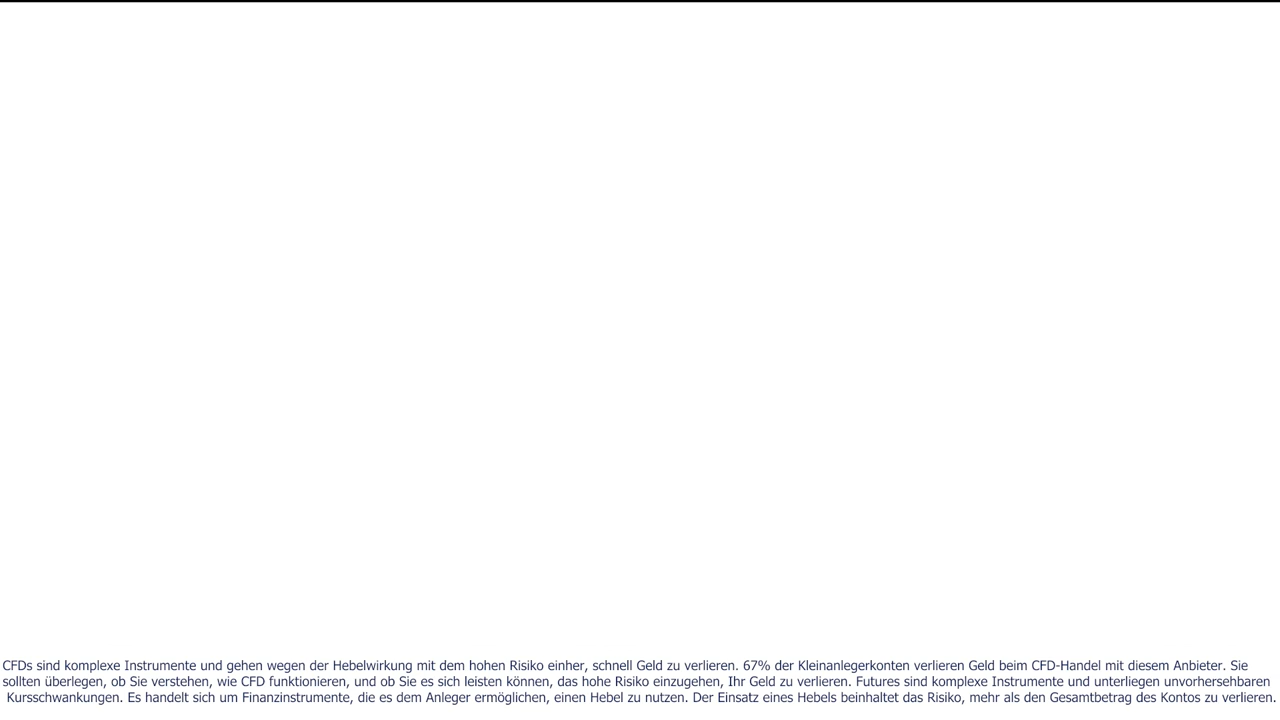 CFDs sind komplexe Instrumente und gehen wegen der Hebelwirkung mit dem hohen Risiko einher, schnell Geld zu verlieren. 67% der Kleinanlegerkonten verlieren Geld beim CFD-Handel mit diesem Anbieter. Sie
sollten überlegen, ob Sie verstehen, wie CFD funktionieren, und ob Sie es sich leisten können, das hohe Risiko einzugehen, Ihr Geld zu verlieren. Futures sind komplexe Instrumente und unterliegen unvorhersehbaren
Kursschwankungen. Es handelt sich um Finanzinstrumente, die es dem Anleger ermöglichen, einen Hebel zu nutzen. Der Einsatz eines Hebels beinhaltet das Risiko, mehr als den Gesamtbetrag des Kontos zu verlieren.